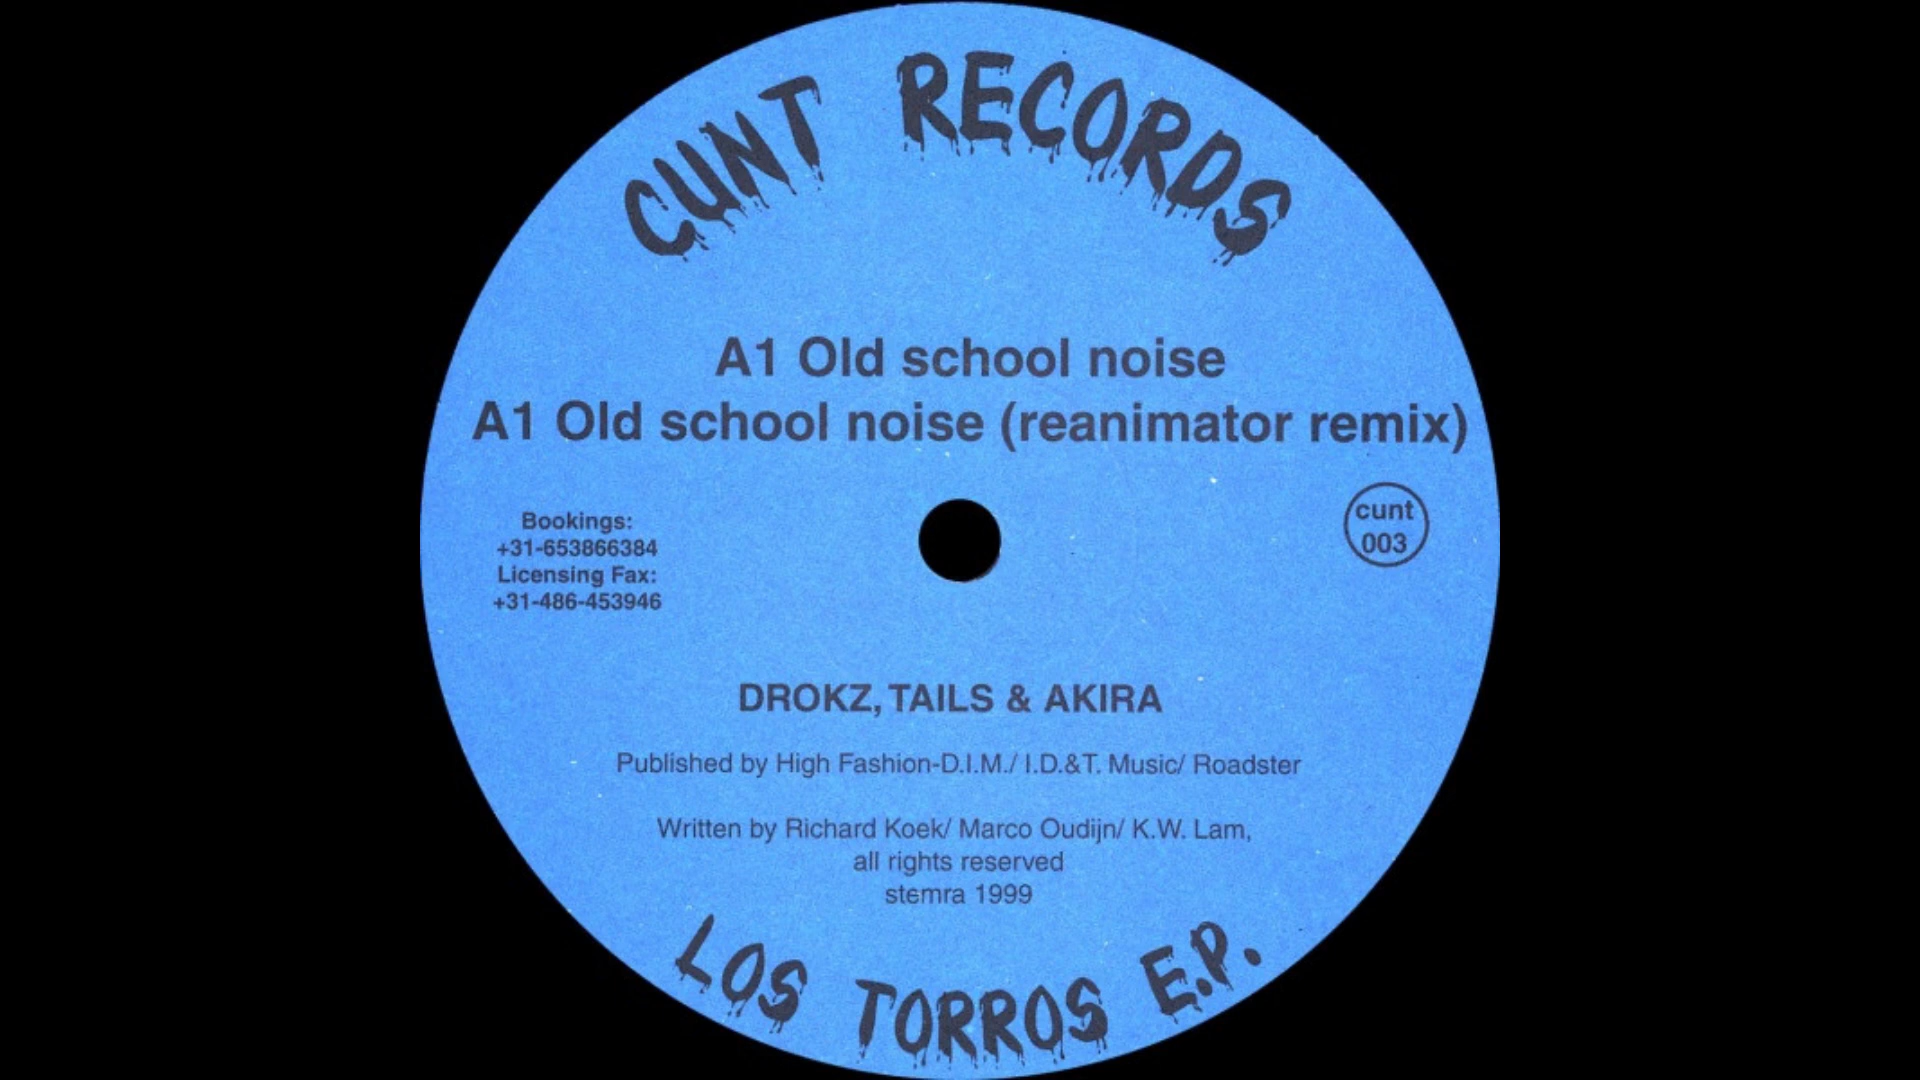 CUNT RECORDS
A1 Old school noise
A1 Old school noise (reanimator remix)
Bookings:
+31-653866384
Licensing Fax:
+31-486-453946
cunt
003
DROKZ, TAILS & AKIRA
Published by High Fashion-D.I.M./ I.D.&T. Music/ Roadster
Written by Richard Koek/ Marco Oudijn/ K.W. Lam,
all rights reserved
stemra 1999
LOS TORROS E.P.